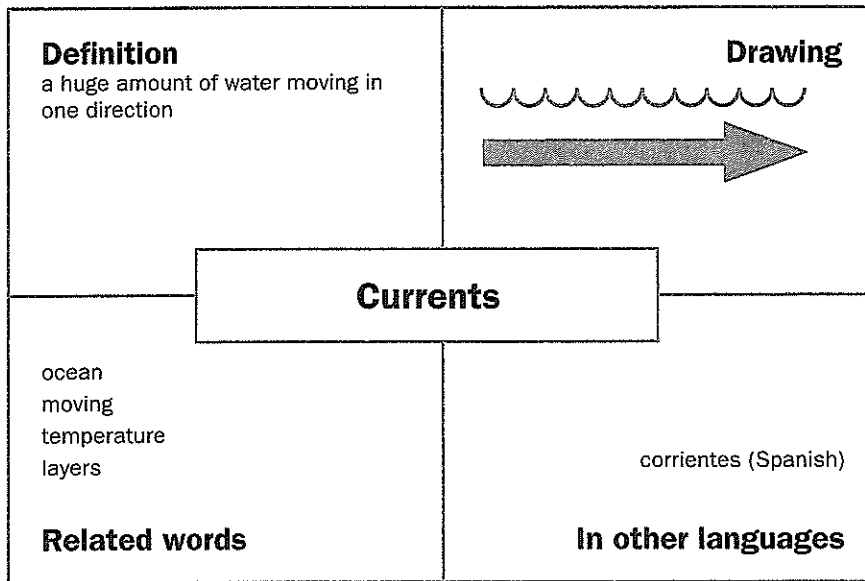 Definition
a huge amount of water moving in
one direction
Drawing
Currents
ocean
moving
temperature
layers
Related words
corrientes (Spanish)
In other languages